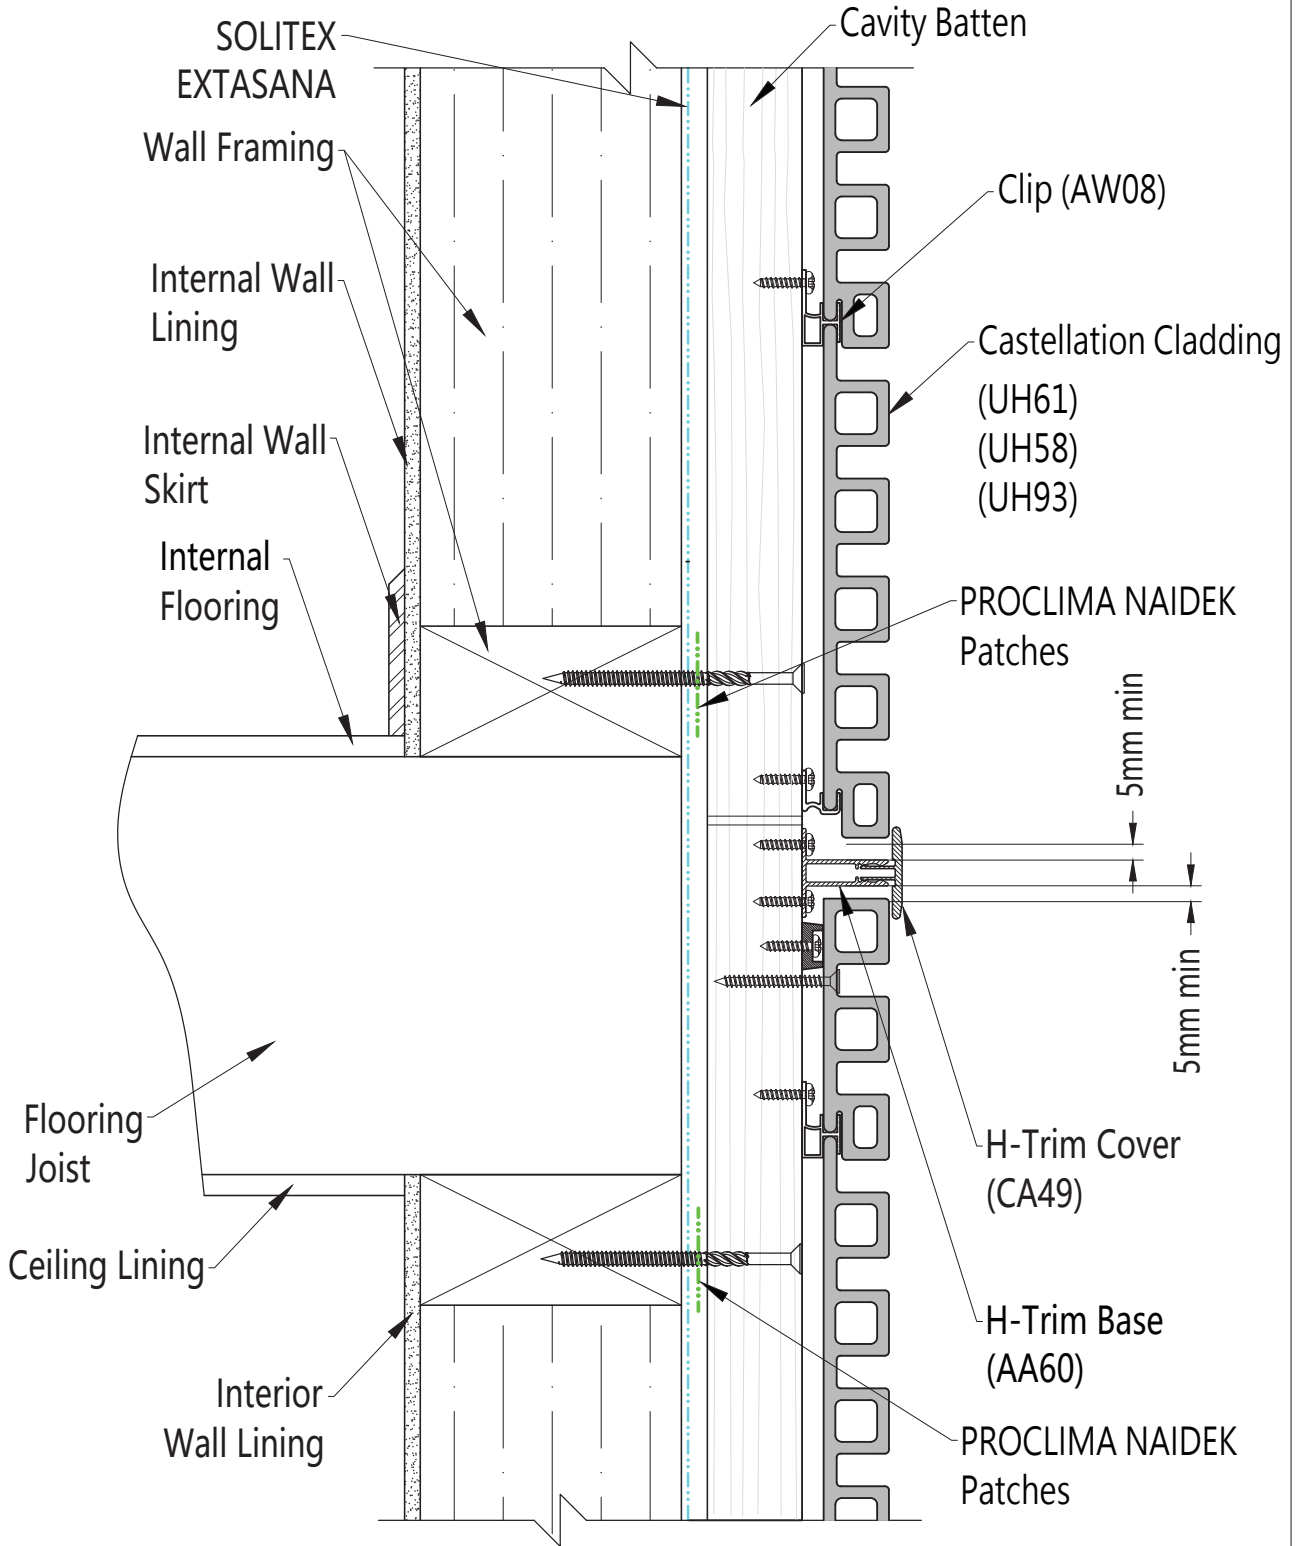 SOLITEX
EXTASANA
Cavity Batten
Wall Framing
Clip (AW08)
Internal Wall
Lining
Castellation Cladding
(UH61)
(UH58)
(UH93)
Internal Wall
Skirt
Internal
Flooring
PROCLIMA NAIDEK
Patches
5mm min
5mm min
Flooring
Joist
H-Trim Cover
(CA49)
Ceiling Lining
H-Trim Base
(AA60)
Interior
Wall Lining
PROCLIMA NAIDEK
Patches